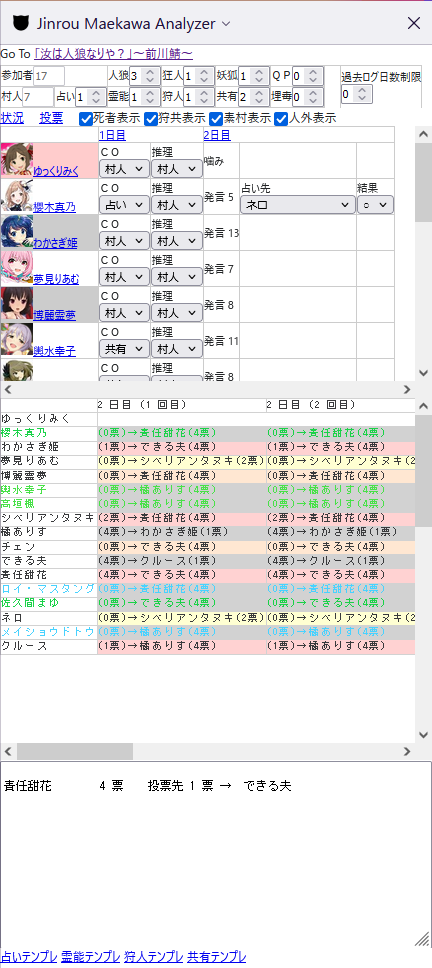 Jinrou Maekawa Analyzer
Go To 「汝は人狼なりや？」～前川鯖～
参加者 17 人狼 3 狂人 1 妖狐 1 ＱＰ 0 過去ログ日数制限
村人 7 占い 1 霊能 1 狩人 1 共有 2 埋毒 0 0
状況 投票 死者表示 狩共表示 素村表示 人外表示
1日目 2日目
ゆっくりみく ＣＯ 村人 推理 村人 噛み
櫻木真乃 ＣＯ 占い 推理 村人 発言 5 占い先 ネロ 結果 ○
わかさぎ姫 ＣＯ 村人 推理 村人 発言 13
夢見りあむ ＣＯ 村人 推理 村人 発言 7
博麗霊夢 ＣＯ 村人 推理 村人 発言 8
輿水幸子 ＣＯ 共有 推理 村人 発言 11
ＣＯ 推理 発言 8
2 日目 (1 回目) 2 日目 (2 回目)
ゆっくりみく
櫻木真乃 (0票)→責任甜花(4票) (0票)→責任甜花(4票)
わかさぎ姫 (1票)→できる夫(4票) (1票)→できる夫(4票)
夢見りあむ (0票)→シベリアンタヌキ(2票) (0票)→シベリアンタヌキ(2
博麗霊夢 (0票)→責任甜花(4票) (0票)→責任甜花(4票)
輿水幸子 (0票)→橘ありす(4票) (0票)→橘ありす(4票)
高垣楓 (0票)→橘ありす(4票) (0票)→橘ありす(4票)
シベリアンタヌキ (2票)→責任甜花(4票) (2票)→責任甜花(4票)
橘ありす (4票)→わかさぎ姫(1票) (4票)→わかさぎ姫(1票)
チェン (0票)→できる夫(4票) (0票)→できる夫(4票)
できる夫 (4票)→クルース(1票) (4票)→クルース(1票)
責任甜花 (4票)→できる夫(4票) (4票)→できる夫(4票)
ロイ・マスタング (0票)→責任甜花(4票) (0票)→責任甜花(4票)
佐久間まゆ (0票)→できる夫(4票) (0票)→できる夫(4票)
ネロ (0票)→シベリアンタヌキ(2票) (0票)→シベリアンタヌキ(2
メイショウドトウ (0票)→橘ありす(4票) (0票)→橘ありす(4票)
クルース (1票)→橘ありす(4票) (1票)→橘ありす(4票)
責任甜花 4 票 投票先 1 票 → できる夫
占いテンプレ 霊能テンプレ 狩人テンプレ 共有テンプレ